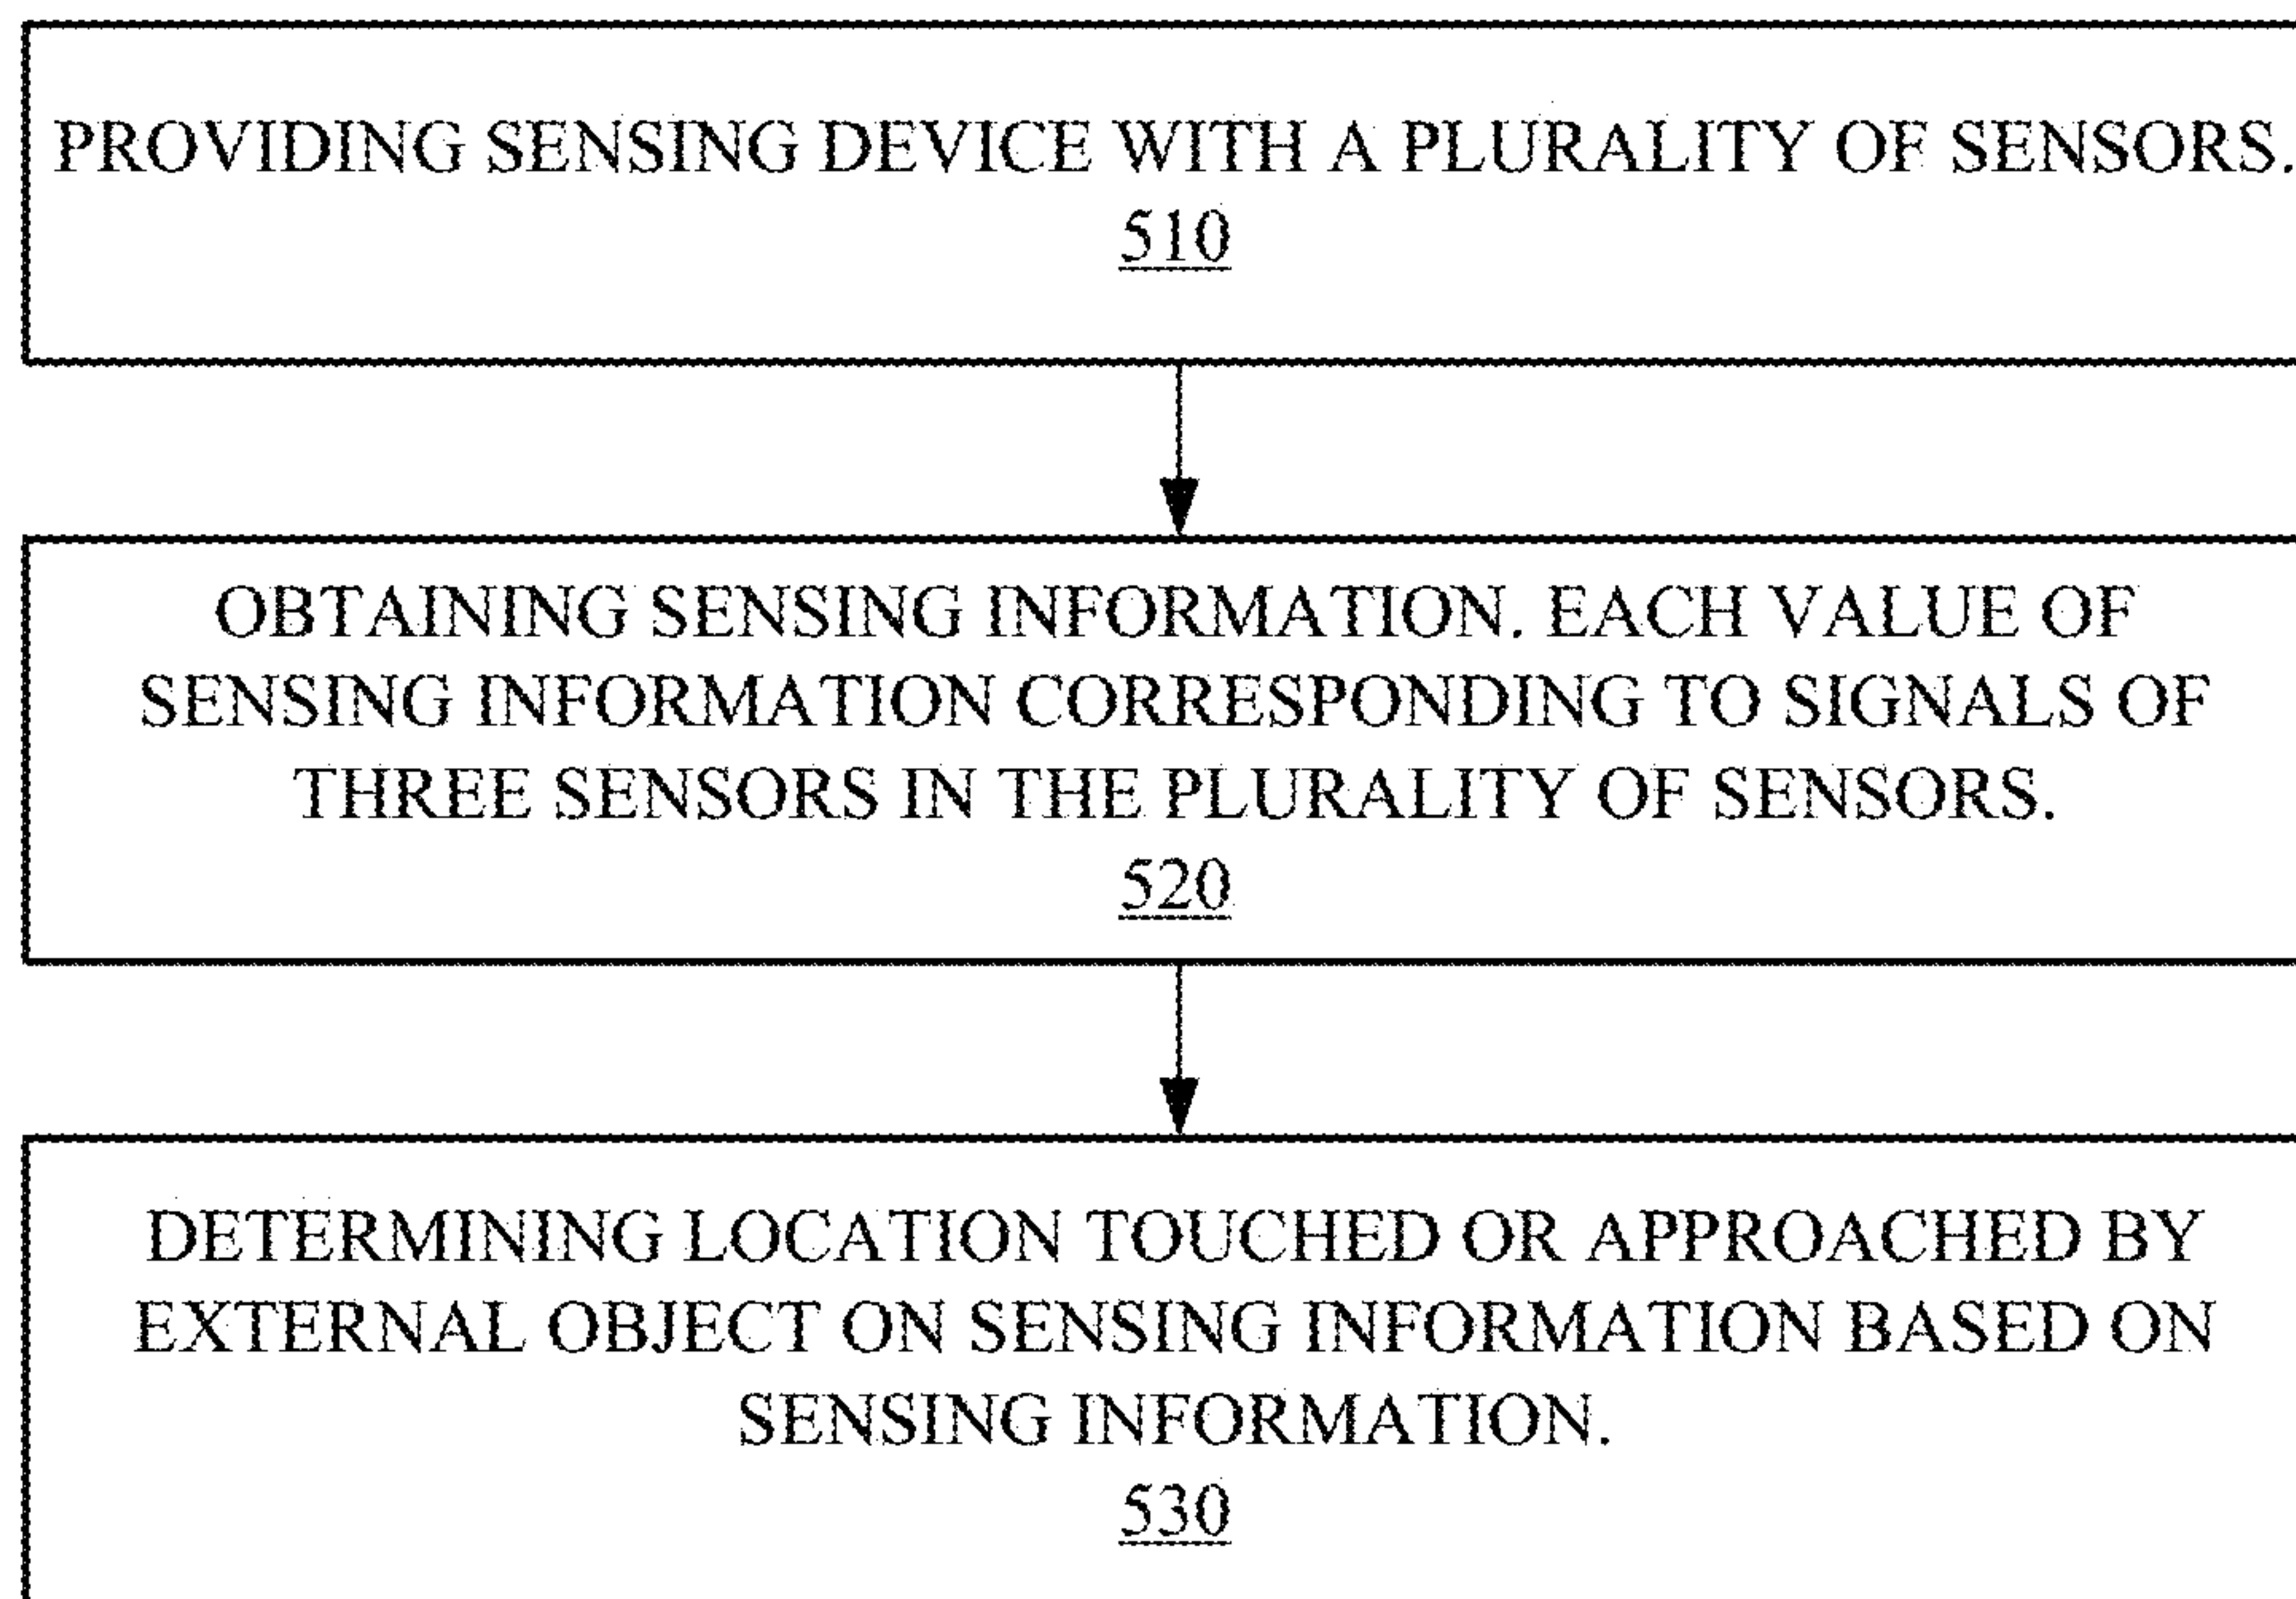 PROVIDING SENSING DEVICE WITH A PLURALITY OF SENSORS.
510
OBTAINING SENSING INFORMATION. EACH VALUE OF
SENSING INFORMATION CORRESPONDING TO SIGNALS OF
THREE SENSORS IN THE PLURALITY OF SENSORS.
520
DETERMINING LOCATION TOUCHED OR APPROACHED BY
EXTERNAL OBJECT ON SENSING INFORMATION BASED ON
SENSING INFORMATION.
530